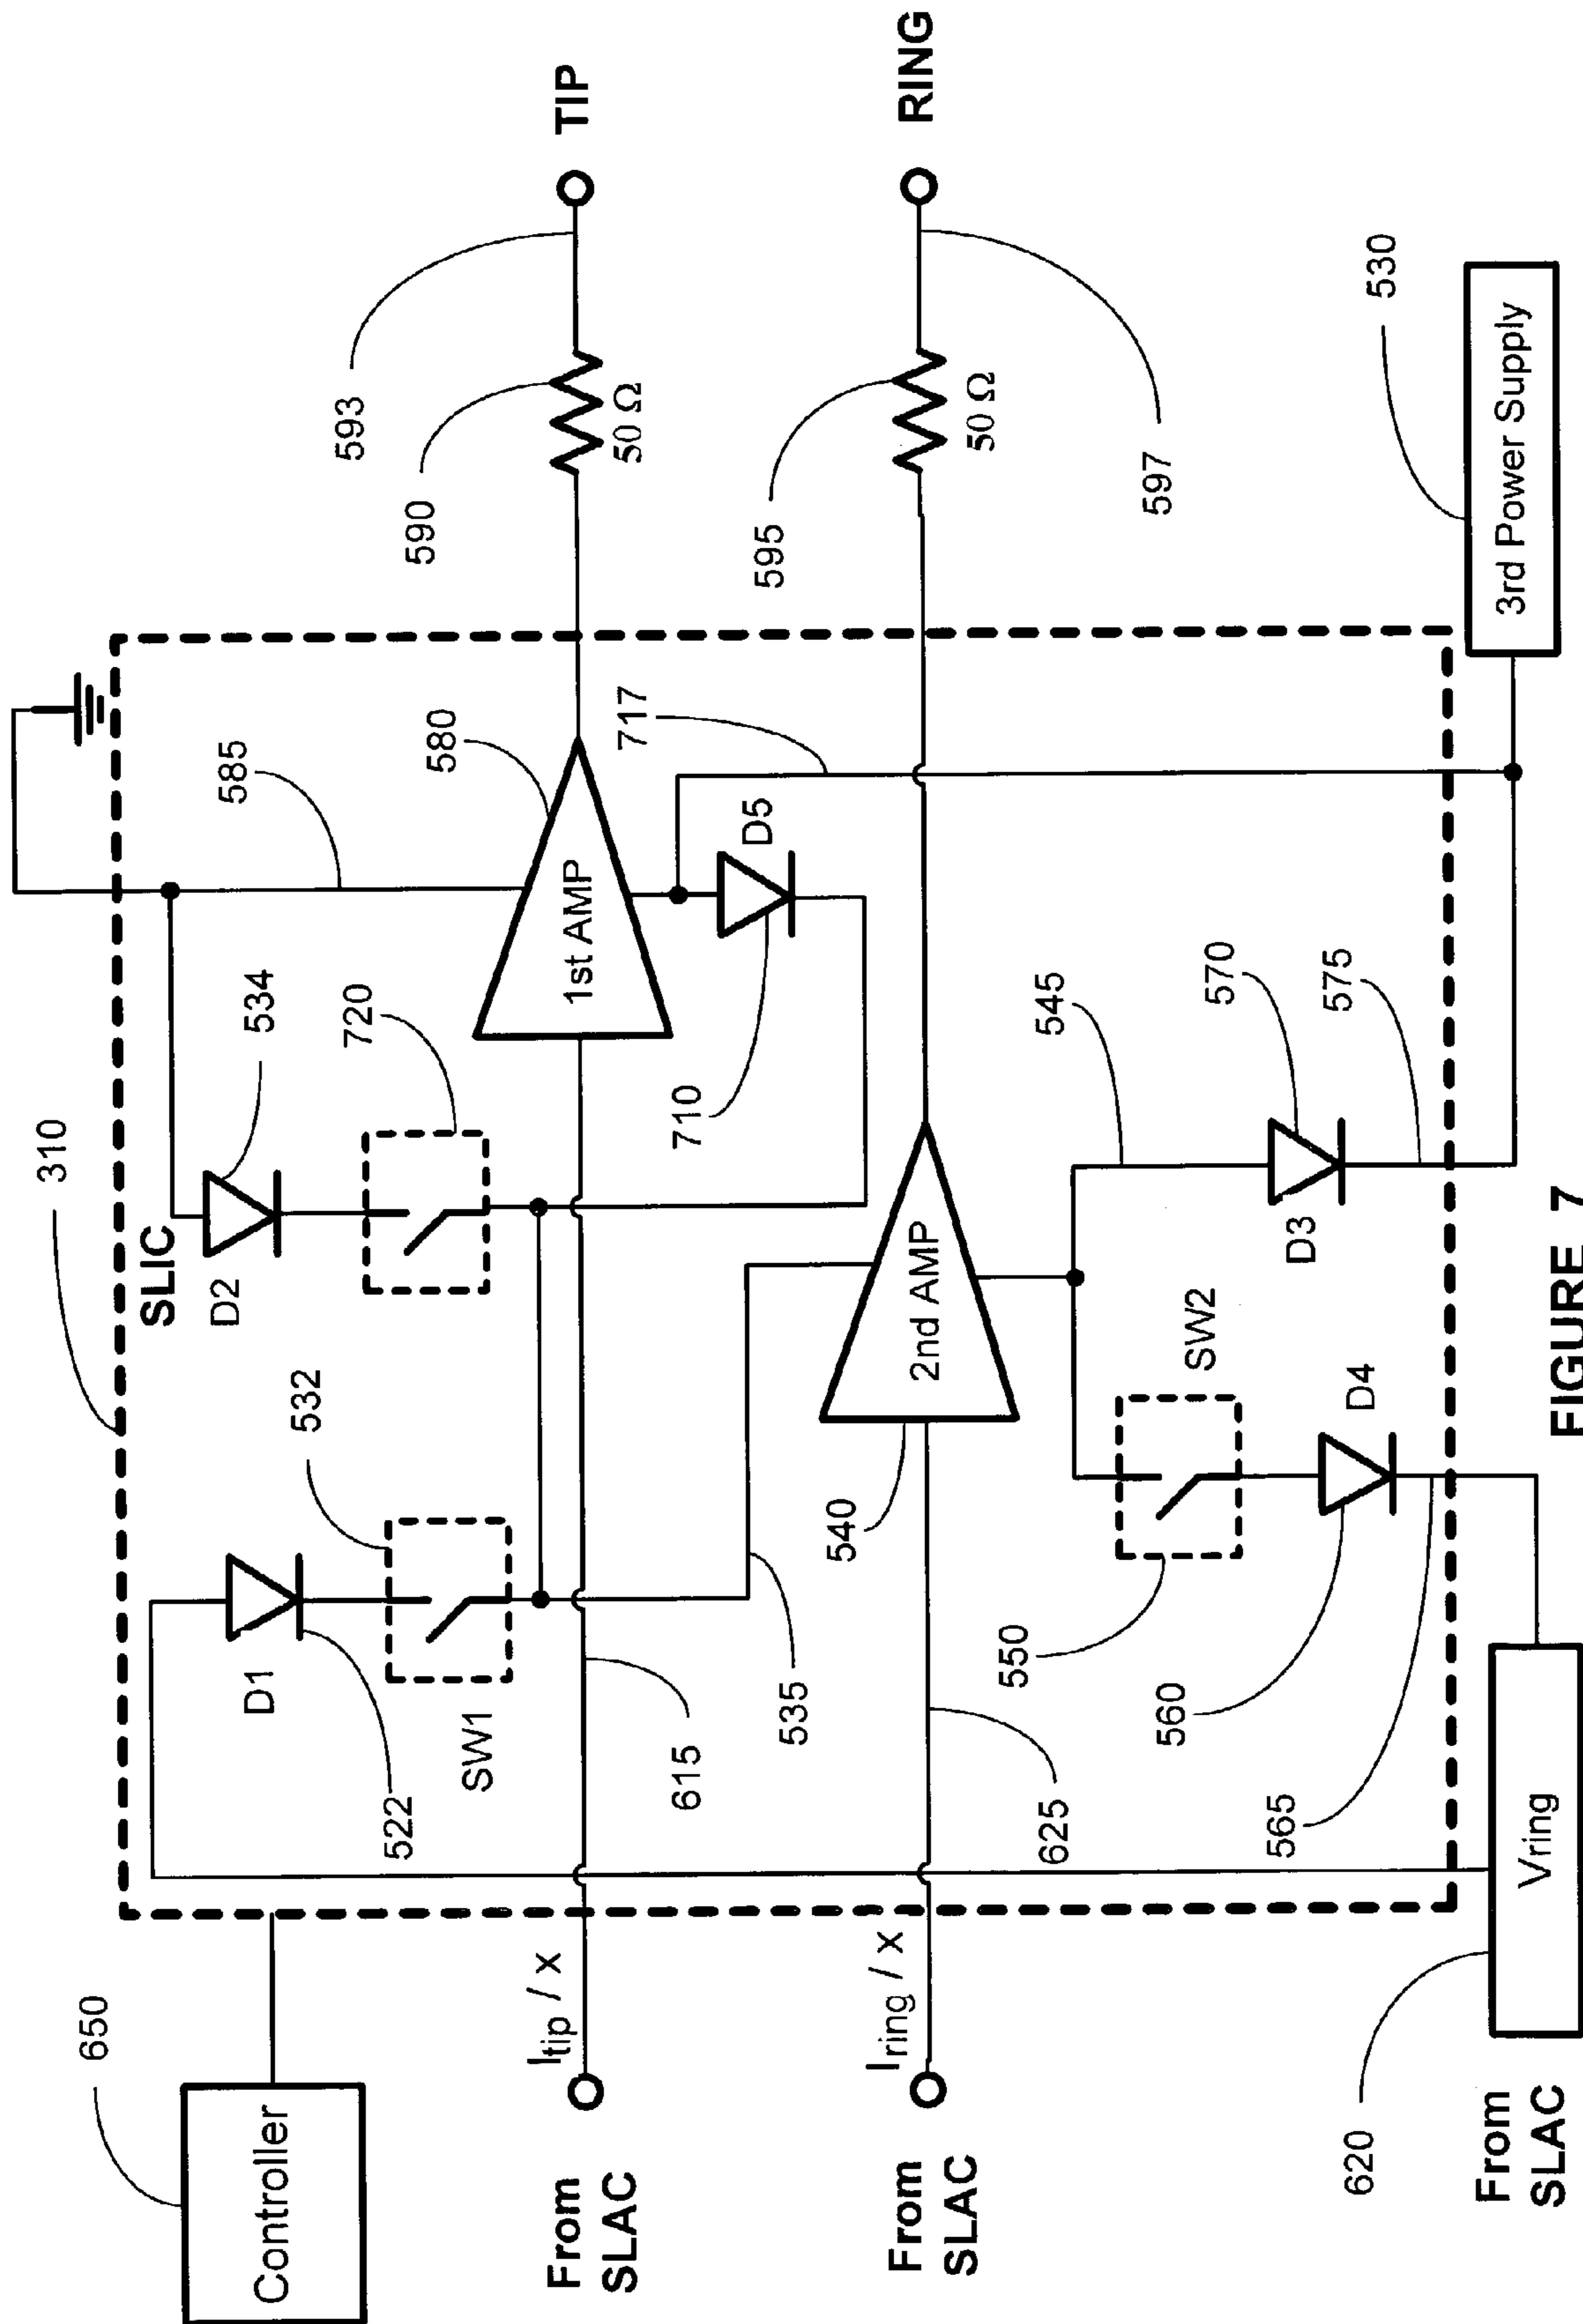 310
SLIC
650
Controller
D1
522
532
SW1
D2
534
720
585
580
1st AMP
D5
710
717
593
590
50 Ω
TIP
From
SLAC
Itip / x
615
535
540
2nd AMP
595
50 Ω
597
RING
From
SLAC
Iring / x
625
550
SW2
560
D4
565
545
570
D3
575
530
3rd Power Supply
620
Vring
From
SLAC
FIGURE 7